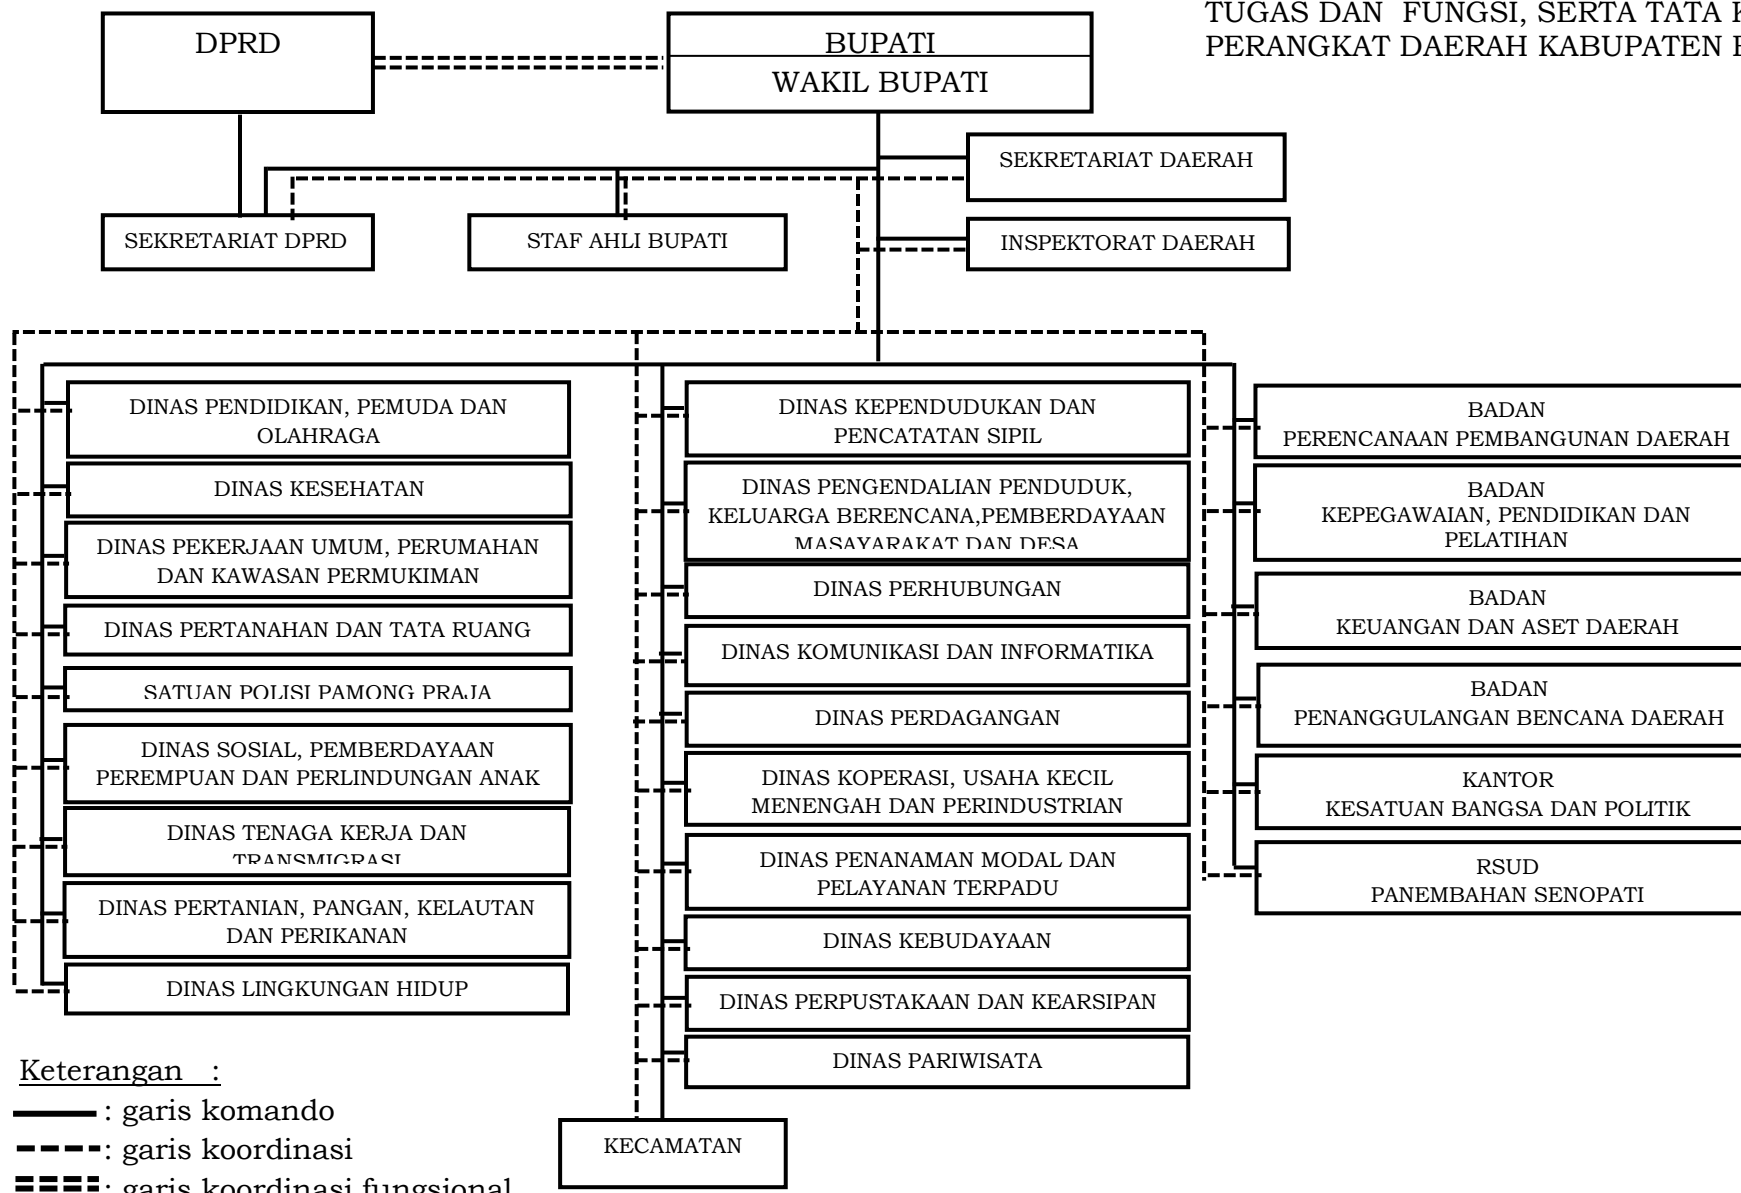 TUGAS DAN FUNGSI, SERTA TATA
PERANGKAT DAERAH KABUPATEN
DPRD
BUPATI
WAKIL BUPATI
SEKRETARIAT DAERAH
SEKRETARIAT DPRD
STAF AHLI BUPATI
INSPEKTORAT DAERAH
DINAS PENDIDIKAN, PEMUDA DAN
OLAHRAGA
DINAS KESEHATAN
DINAS PEKERJAAN UMUM, PERUMAHAN
DAN KAWASAN PERMUKIMAN
DINAS PERTANAHAN DAN TATA RUANG
SATUAN POLISI PAMONG PRAJA
DINAS SOSIAL, PEMBERDAYAAN
PEREMPUAN DAN PERLINDUNGAN ANAK
DINAS TENAGA KERJA DAN
TRANSMIGRASI
DINAS PERTANIAN, PANGAN, KELAUTAN
DAN PERIKANAN
DINAS LINGKUNGAN HIDUP
DINAS KEPENDUDUKAN DAN
PENCATATAN SIPIL
DINAS PENGENDALIAN PENDUDUK,
KELUARGA BERENCANA,PEMBERDAYAAN
MASAYARAKAT DAN DESA
DINAS PERHUBUNGAN
DINAS KOMUNIKASI DAN INFORMATIKA
DINAS PERDAGANGAN
DINAS KOPERASI, USAHA KECIL
MENENGAH DAN PERINDUSTRIAN
DINAS PENANAMAN MODAL DAN
PELAYANAN TERPADU
DINAS KEBUDAYAAN
DINAS PERPUSTAKAAN DAN KEARSIPAN
DINAS PARIWISATA
KECAMATAN
BADAN
PERENCANAAN PEMBANGUNAN DAERAH
BADAN
KEPEGAWAIAN, PENDIDIKAN DAN
PELATIHAN
BADAN
KEUANGAN DAN ASET DAERAH
BADAN
PENANGGULANGAN BENCANA DAERAH
KANTOR
KESATUAN BANGSA DAN POLITIK
RSUD
PANEMBAHAN SENOPATI
Keterangan :
: garis komando
: garis koordinasi
: garis koordinasi fungsional